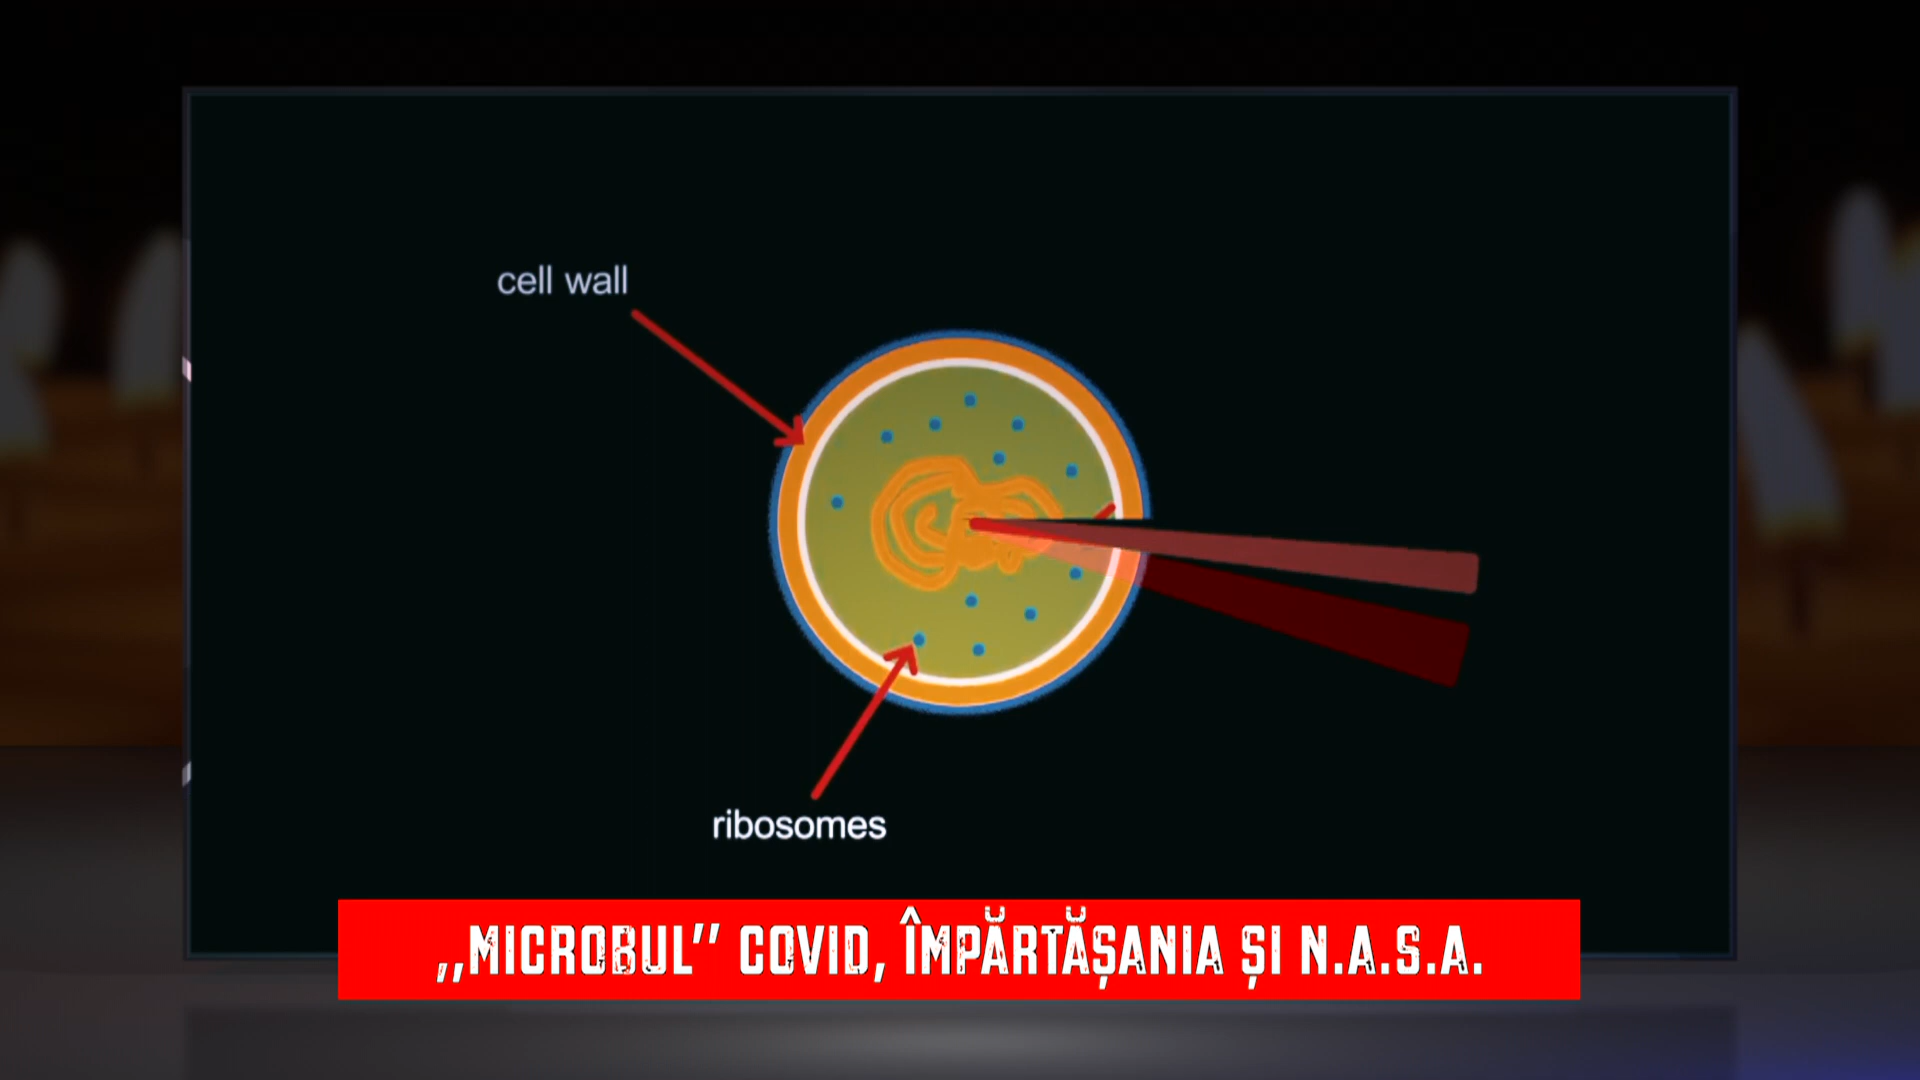 cell wall
ribosomes
,,MICROBUL” COVID, ÎMPĂRTĂȘANIA ȘI N.A.S.A.